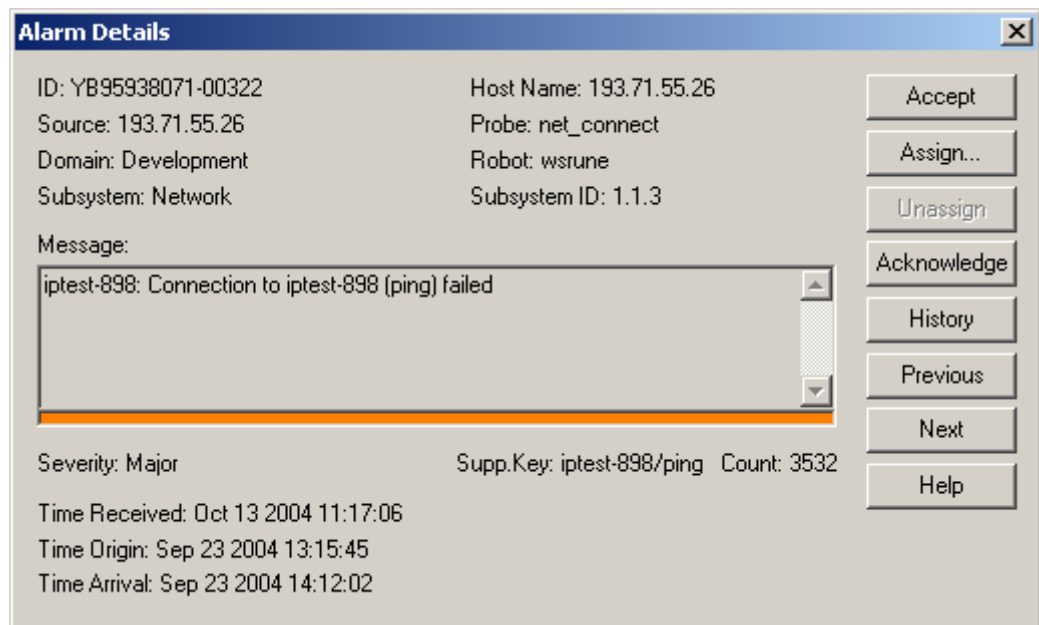 Alarm Details
ID: YB95938071-00322
Host Name: 193.71.55.26
Source: 193.71.55.26
Probe: net_connect
Domain: Development
Robot: wsrune
Subsystem: Network
Subsystem ID: 1.1.3
Message:
iptest-898: Connection to iptest-898 (ping) failed
Severity: Major
Supp.Key: iptest-898/ping Count: 3532
Time Received: Oct 13 2004 11:17:06
Time Origin: Sep 23 2004 13:15:45
Time Arrival: Sep 23 2004 14:12:02
Accept
Assign...
Unassign
Acknowledge
History
Previous
Next
Help